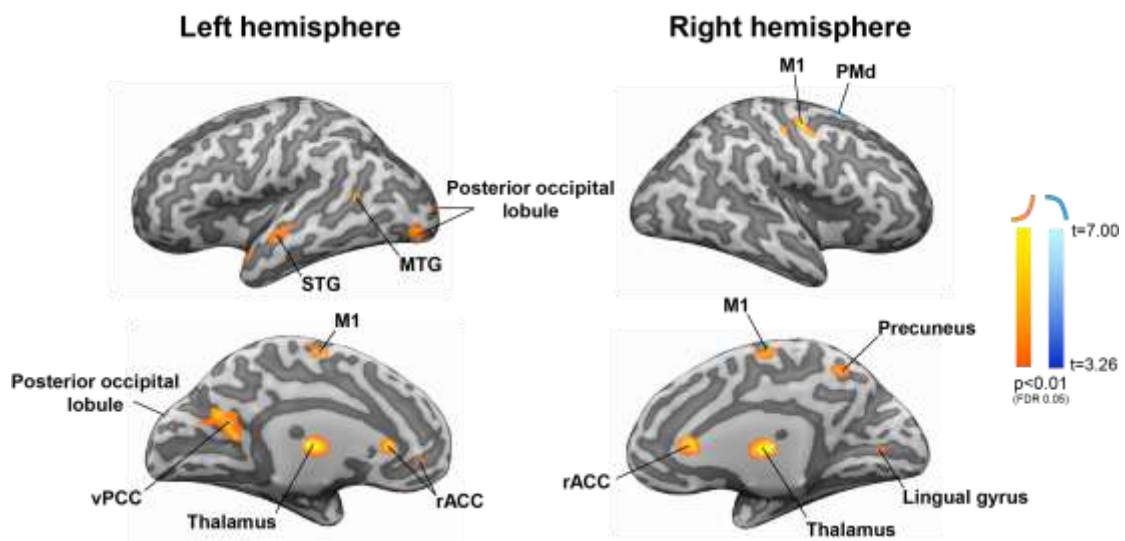 Left hemisphere
Right hemisphere
M1
PMd
Posterior occipital
lobule
MTG
STG
t=7.00
t=3.26
p<0.01
(FDR 0.05)
M1
Posterior occipital
lobule
vPCC
Thalamus
rACC
M1
Precuneus
rACC
Lingual gyrus
Thalamus